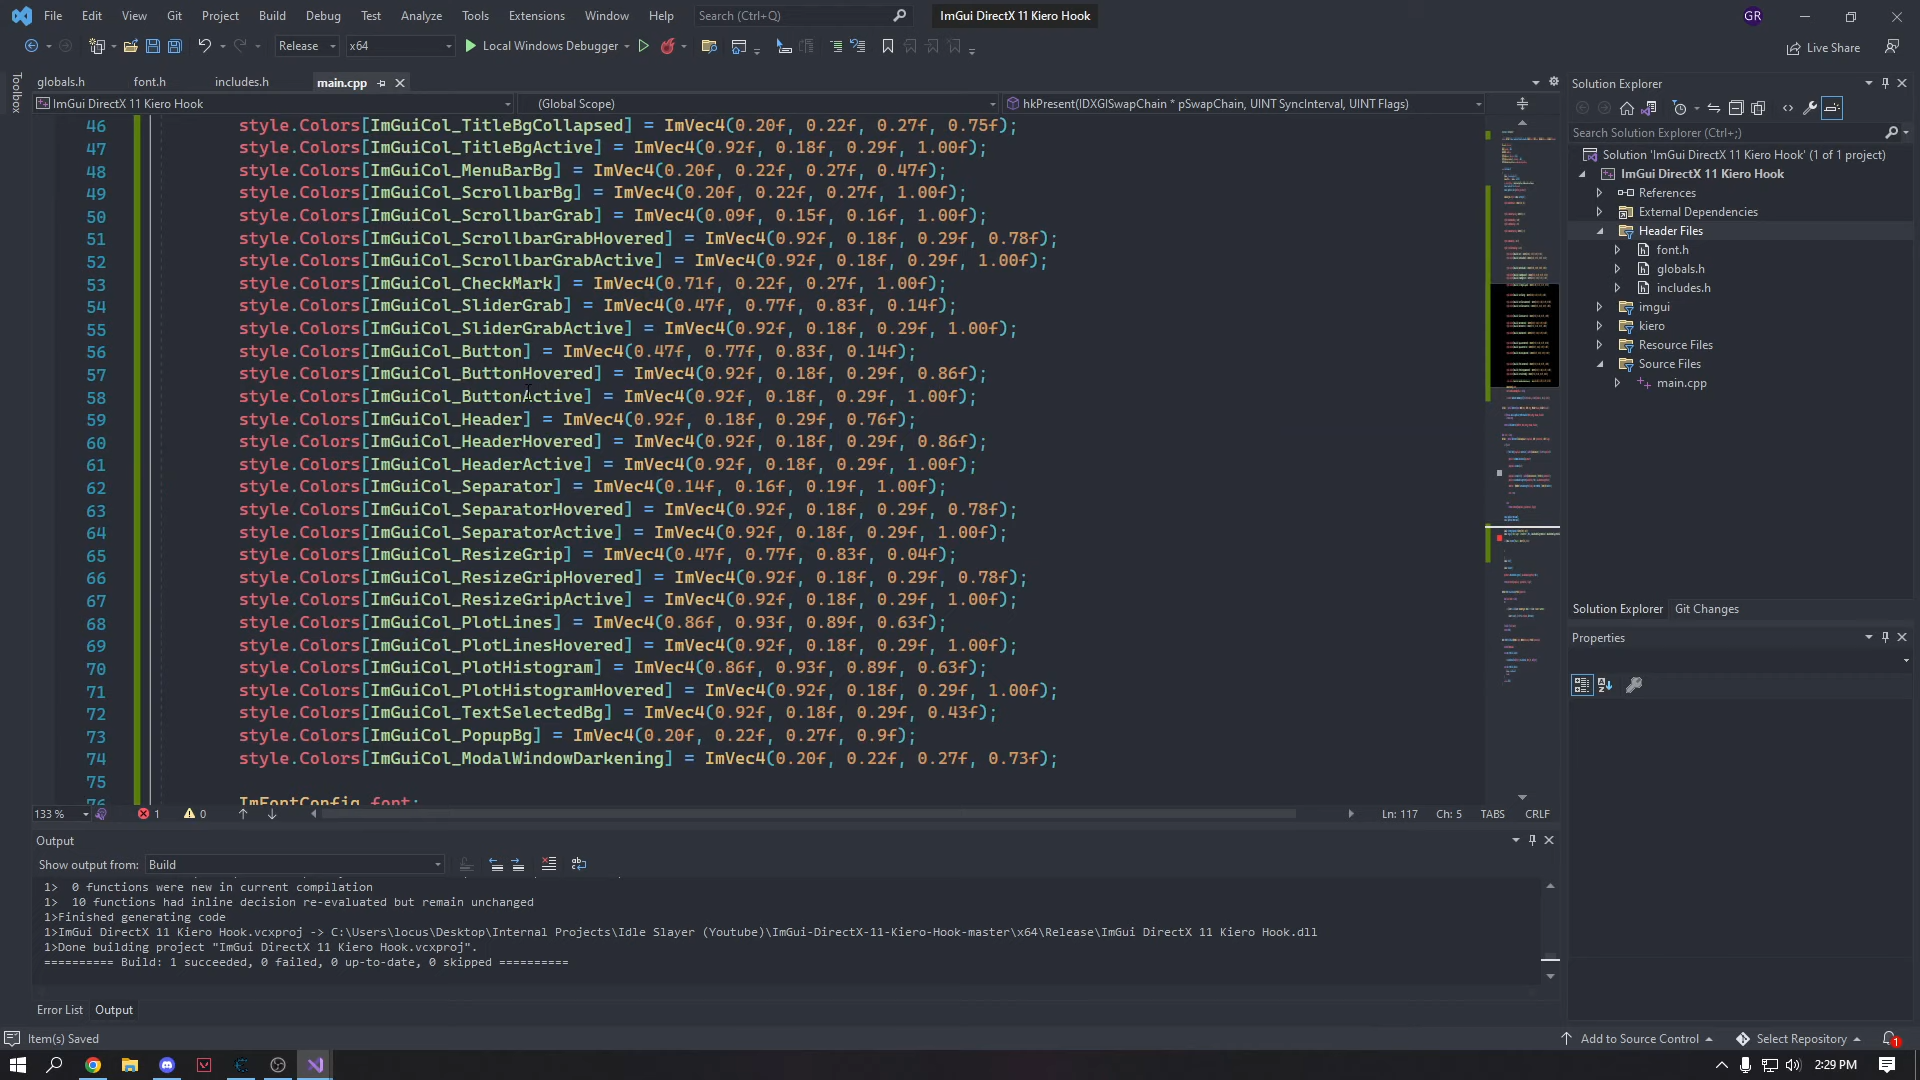 File Edit View Git Project Build Debug Test Analyze Tools Extensions Window Help Search (Ctrl+Q) ImGui DirectX 11 Kiero Hook GR
Release x64 Local Windows Debugger Live Share
Toolbox
globals.h font.h includes.h main.cpp
ImGui DirectX 11 Kiero Hook (Global Scope) hkPresent(IDXGISwapChain * pSwapChain, UINT SyncInterval, UINT Flags)
46 style.Colors[ImGuiCol_TitleBgCollapsed] = ImVec4(0.20f, 0.22f, 0.27f, 0.75f);
47 style.Colors[ImGuiCol_TitleBgActive] = ImVec4(0.92f, 0.18f, 0.29f, 1.00f);
48 style.Colors[ImGuiCol_MenuBarBg] = ImVec4(0.20f, 0.22f, 0.27f, 0.47f);
49 style.Colors[ImGuiCol_ScrollbarBg] = ImVec4(0.20f, 0.22f, 0.27f, 1.00f);
50 style.Colors[ImGuiCol_ScrollbarGrab] = ImVec4(0.09f, 0.15f, 0.16f, 1.00f);
51 style.Colors[ImGuiCol_ScrollbarGrabHovered] = ImVec4(0.92f, 0.18f, 0.29f, 0.78f);
52 style.Colors[ImGuiCol_ScrollbarGrabActive] = ImVec4(0.92f, 0.18f, 0.29f, 1.00f);
53 style.Colors[ImGuiCol_CheckMark] = ImVec4(0.71f, 0.22f, 0.27f, 1.00f);
54 style.Colors[ImGuiCol_SliderGrab] = ImVec4(0.47f, 0.77f, 0.83f, 0.14f);
55 style.Colors[ImGuiCol_SliderGrabActive] = ImVec4(0.92f, 0.18f, 0.29f, 1.00f);
56 style.Colors[ImGuiCol_Button] = ImVec4(0.47f, 0.77f, 0.83f, 0.14f);
57 style.Colors[ImGuiCol_ButtonHovered] = ImVec4(0.92f, 0.18f, 0.29f, 0.86f);
58 style.Colors[ImGuiCol_ButtonActive] = ImVec4(0.92f, 0.18f, 0.29f, 1.00f);
59 style.Colors[ImGuiCol_Header] = ImVec4(0.92f, 0.18f, 0.29f, 0.76f);
60 style.Colors[ImGuiCol_HeaderHovered] = ImVec4(0.92f, 0.18f, 0.29f, 0.86f);
61 style.Colors[ImGuiCol_HeaderActive] = ImVec4(0.92f, 0.18f, 0.29f, 1.00f);
62 style.Colors[ImGuiCol_Separator] = ImVec4(0.14f, 0.16f, 0.19f, 1.00f);
63 style.Colors[ImGuiCol_SeparatorHovered] = ImVec4(0.92f, 0.18f, 0.29f, 0.78f);
64 style.Colors[ImGuiCol_SeparatorActive] = ImVec4(0.92f, 0.18f, 0.29f, 1.00f);
65 style.Colors[ImGuiCol_ResizeGrip] = ImVec4(0.47f, 0.77f, 0.83f, 0.04f);
66 style.Colors[ImGuiCol_ResizeGripHovered] = ImVec4(0.92f, 0.18f, 0.29f, 0.78f);
67 style.Colors[ImGuiCol_ResizeGripActive] = ImVec4(0.92f, 0.18f, 0.29f, 1.00f);
68 style.Colors[ImGuiCol_PlotLines] = ImVec4(0.86f, 0.93f, 0.89f, 0.63f);
69 style.Colors[ImGuiCol_PlotLinesHovered] = ImVec4(0.92f, 0.18f, 0.29f, 1.00f);
70 style.Colors[ImGuiCol_PlotHistogram] = ImVec4(0.86f, 0.93f, 0.89f, 0.63f);
71 style.Colors[ImGuiCol_PlotHistogramHovered] = ImVec4(0.92f, 0.18f, 0.29f, 1.00f);
72 style.Colors[ImGuiCol_TextSelectedBg] = ImVec4(0.92f, 0.18f, 0.29f, 0.43f);
73 style.Colors[ImGuiCol_PopupBg] = ImVec4(0.20f, 0.22f, 0.27f, 0.9f);
74 style.Colors[ImGuiCol_ModalWindowDarkening] = ImVec4(0.20f, 0.22f, 0.27f, 0.73f);
75
76 ImFontConfig font;
133 % 1 0 Ln: 117 Ch: 5 TABS CRLF
Output
Show output from: Build
1> 0 functions were new in current compilation
1> 10 functions had inline decision re-evaluated but remain unchanged
1>Finished generating code
1>ImGui DirectX 11 Kiero Hook.vcxproj -> C:\Users\locus\Desktop\Internal Projects\Idle Slayer (Youtube)\ImGui-DirectX-11-Kiero-Hook-master\x64\Release\ImGui DirectX 11 Kiero Hook.dll
1>Done building project "ImGui DirectX 11 Kiero Hook.vcxproj".
========== Build: 1 succeeded, 0 failed, 0 up-to-date, 0 skipped ==========
Error List Output
Solution Explorer
Search Solution Explorer (Ctrl+;)
Solution 'ImGui DirectX 11 Kiero Hook' (1 of 1 project)
ImGui DirectX 11 Kiero Hook
References
External Dependencies
Header Files
font.h
globals.h
includes.h
imgui
kiero
Resource Files
Source Files
main.cpp
Solution Explorer Git Changes
Properties
Item(s) Saved Add to Source Control Select Repository 1
2:29 PM